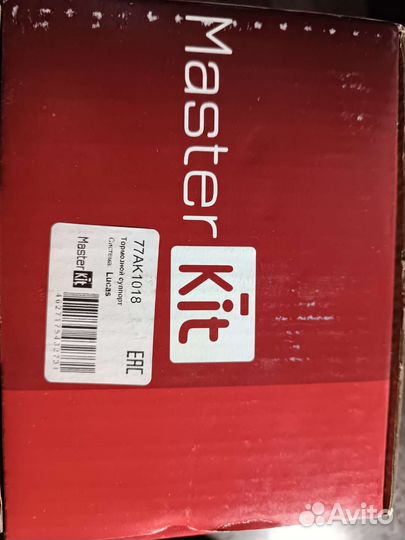 Master
Kit
77AK1018
Тормозной суппорт
Система: Lucas
Master Kit
EAC
Avito